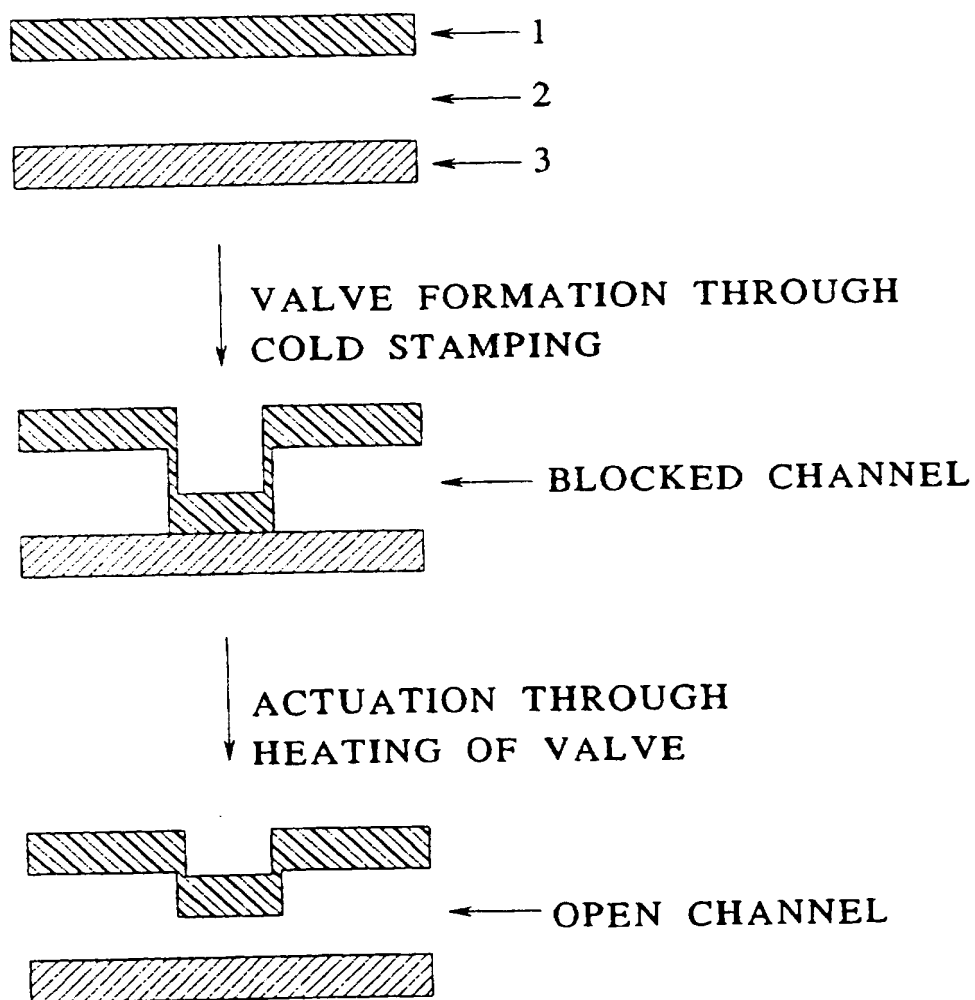 1
2
3
VALVE FORMATION THROUGH
COLD STAMPING
BLOCKED CHANNEL
ACTUATION THROUGH
HEATING OF VALVE
OPEN CHANNEL